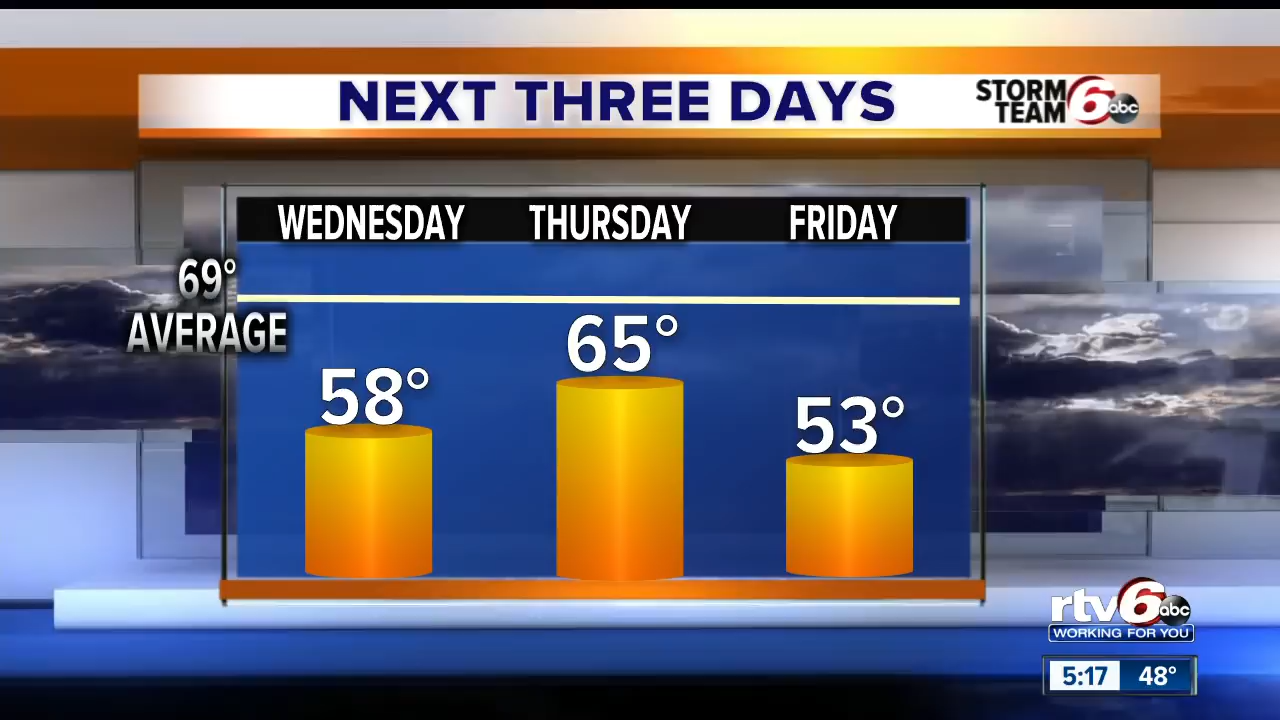 NEXT THREE DAYS
STORM
TEAM 6 abc
WEDNESDAY THURSDAY FRIDAY
69°
AVERAGE
58° 65° 53°
rtv6 abc
WORKING FOR YOU
5:17 48°